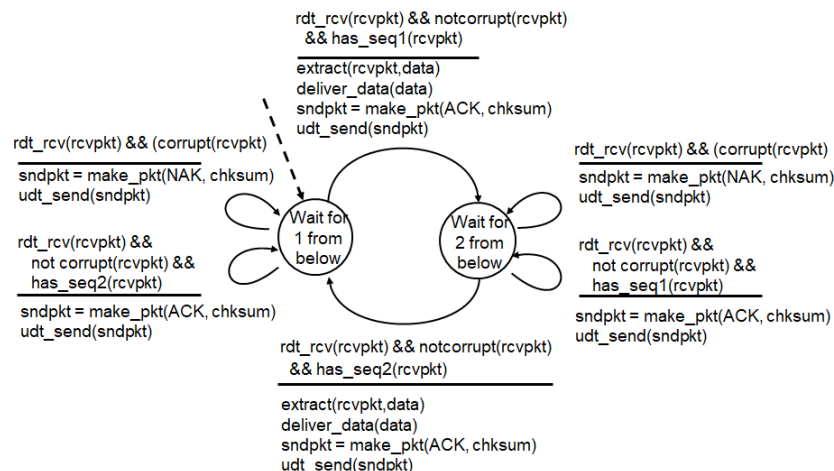 rdt_rcv(rcvpkt) && notcorrupt(rcvpkt)
&& has_seq1(rcvpkt)
extract(rcvpkt,data)
deliver_data(data)
sndpkt = make_pkt(ACK, chksum)
udt_send(sndpkt)
rdt_rcv(rcvpkt) && (corrupt(rcvpkt)
sndpkt = make_pkt(NAK, chksum)
udt_send(sndpkt)
rdt_rcv(rcvpkt) &&
not corrupt(rcvpkt) &&
has_seq2(rcvpkt)
sndpkt = make_pkt(ACK, chksum)
udt_send(sndpkt)
Wait for
1 from
below
Wait for
2 from
below
rdt_rcv(rcvpkt) && (corrupt(rcvpkt)
sndpkt = make_pkt(NAK, chksum)
udt_send(sndpkt)
rdt_rcv(rcvpkt) &&
not corrupt(rcvpkt) &&
has_seq1(rcvpkt)
sndpkt = make_pkt(ACK, chksum)
udt_send(sndpkt)
rdt_rcv(rcvpkt) && notcorrupt(rcvpkt)
&& has_seq2(rcvpkt)
extract(rcvpkt,data)
deliver_data(data)
sndpkt = make_pkt(ACK, chksum)
udt_send(sndpkt)